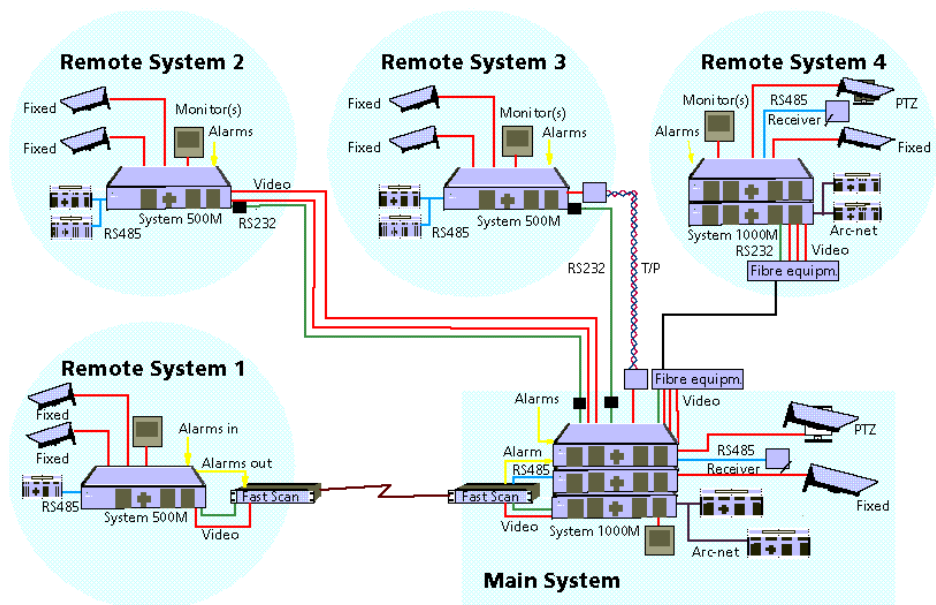 Remote System 2
Fixed
Monitor(s)
Alarms
Fixed
Video
System 500M
RS232
RS485
Remote System 3
Fixed
Monitor(s)
Alarms
Fixed
System 500M
RS485
RS232
T/P
Remote System 4
Monitor(s)
RS485
PTZ
Receiver
Alarms
Fixed
System 1000M
Arc-net
RS232
Video
Fibre equipm.
Remote System 1
Fixed
Alarms in
Fixed
Alarms out
RS485
Fast Scan
System 500M
Video
Fibre equipm.
Video
Alarms
PTZ
Alarm
RS485
RS485
Receiver
Fast Scan
Fixed
Video
System 1000M
Arc-net
Main System